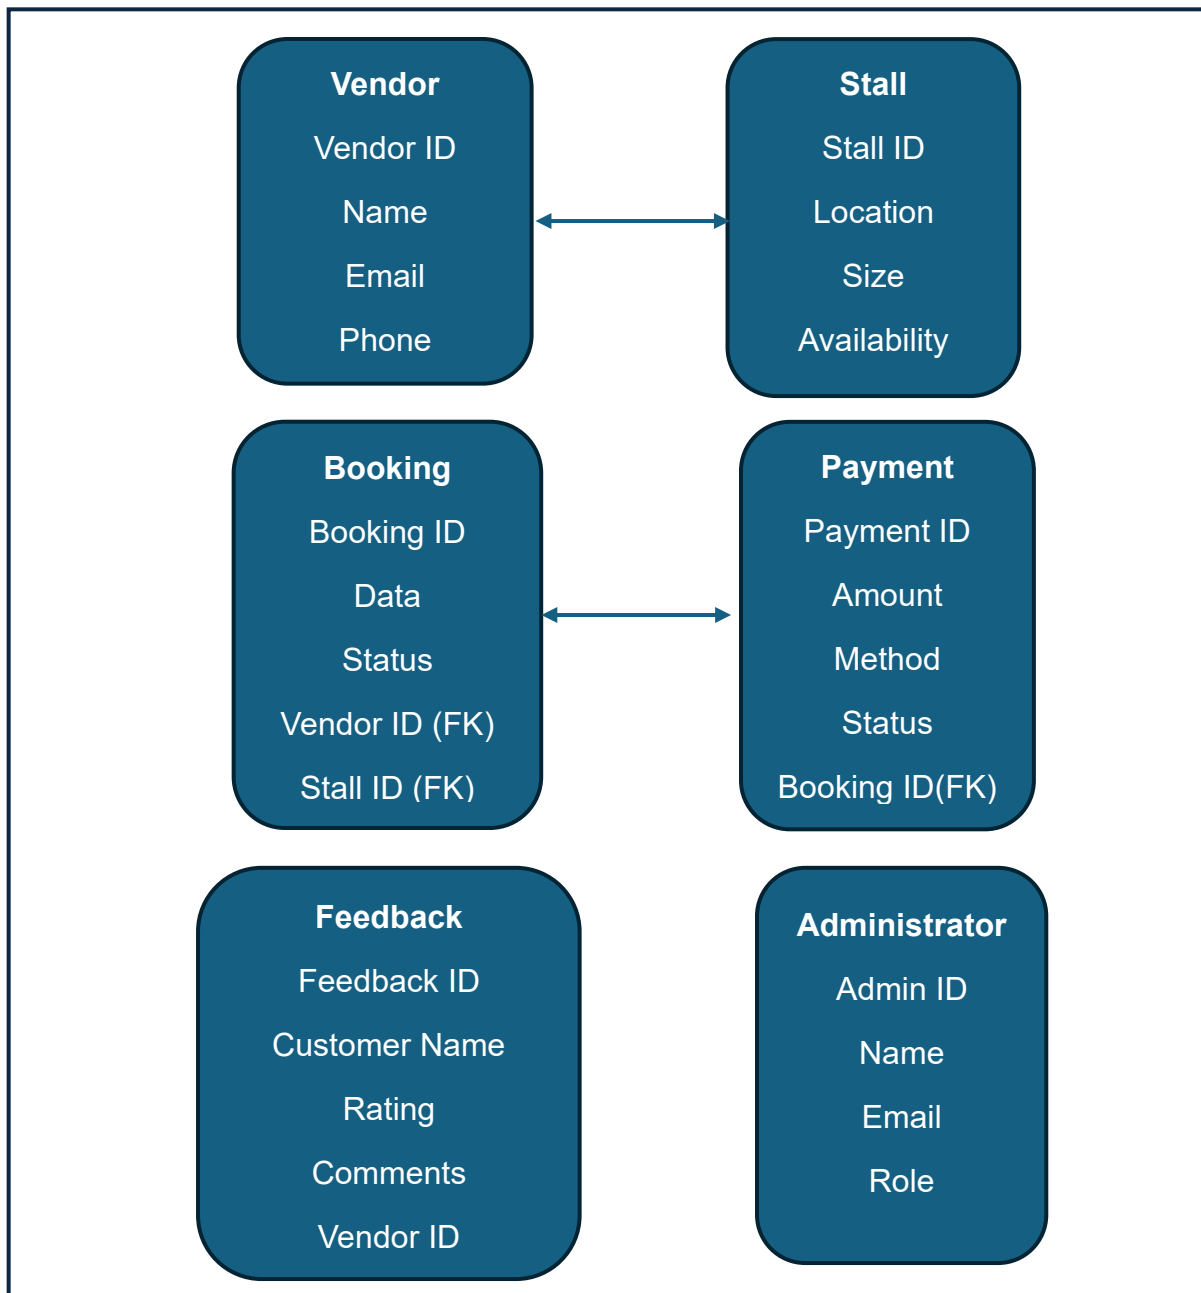 Vendor
Vendor ID
Name
Email
Phone
Stall
Stall ID
Location
Size
Availability
Booking
Booking ID
Data
Status
Vendor ID (FK)
Stall ID (FK)
Payment
Payment ID
Amount
Method
Status
Booking ID(FK)
Feedback
Feedback ID
Customer Name
Rating
Comments
Vendor ID
Administrator
Admin ID
Name
Email
Role